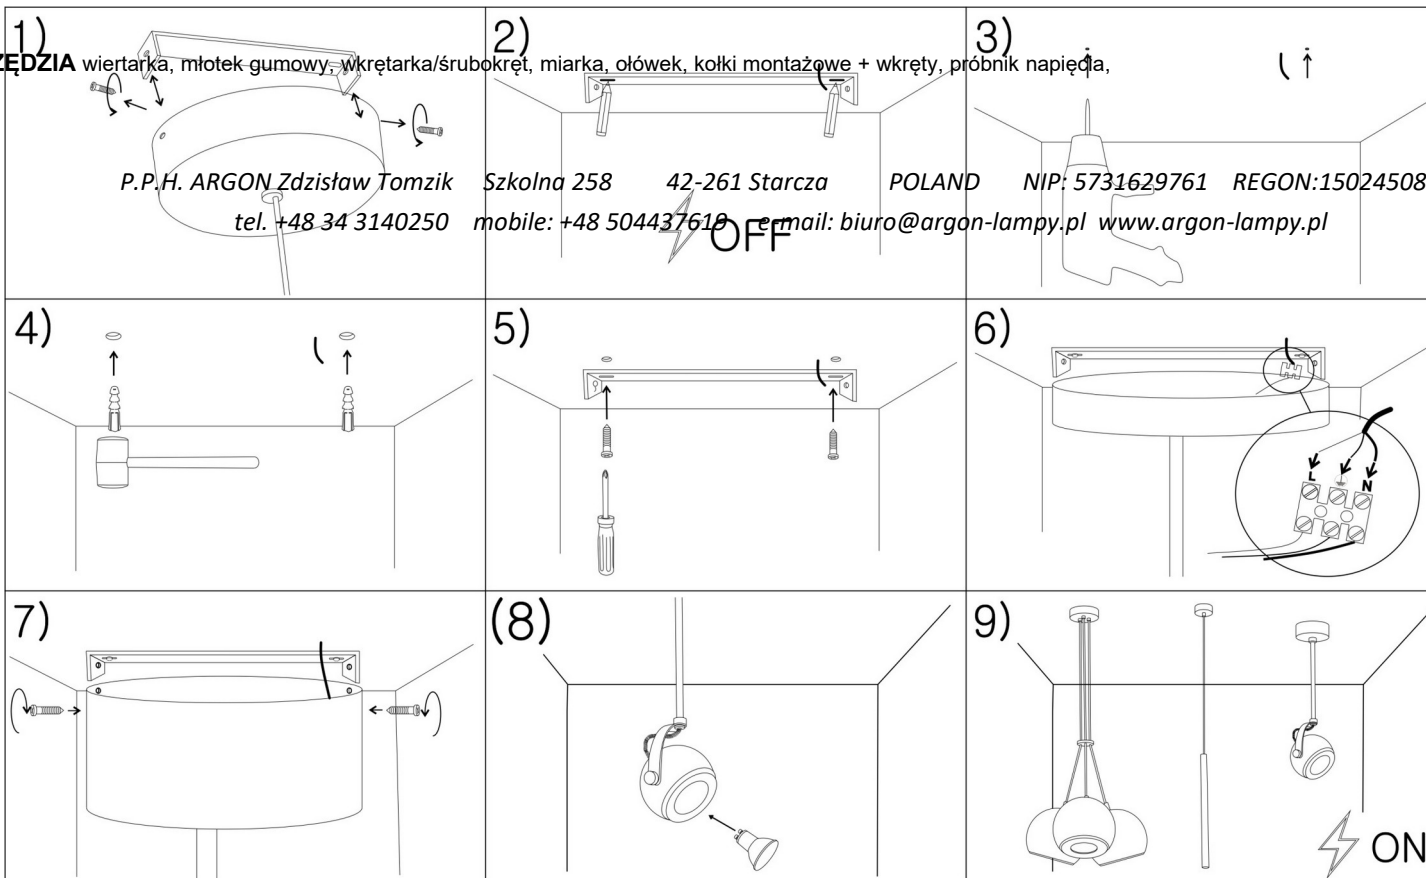 1)
2)
3)
ZĘDZIA wiertarka, młotek gumowy, wkrętarka/śrubokręt, miarka, ołówek, kołki montażowe + wkręty, próbnik napięcia,
P.P.H. ARGON Zdzisław Tomzik Szkolna 258 42-261 Starcza POLAND NIP: 5731629761 REGON:15024508
tel. +48 34 3140250 mobile: +48 504437619 e-mail: biuro@argon-lampy.pl www.argon-lampy.pl
OFF
4)
5)
6)
L N
7)
(8)
9)
ON